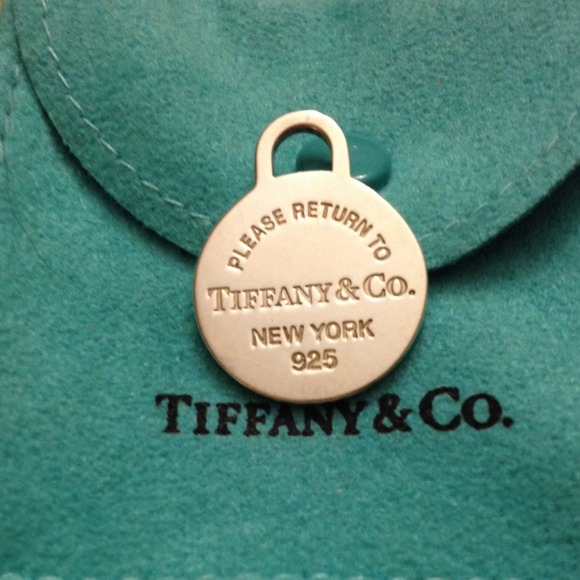 PLEASE RETURN TO
TIFFANY & CO.
NEW YORK
925
TIFFANY & CO.